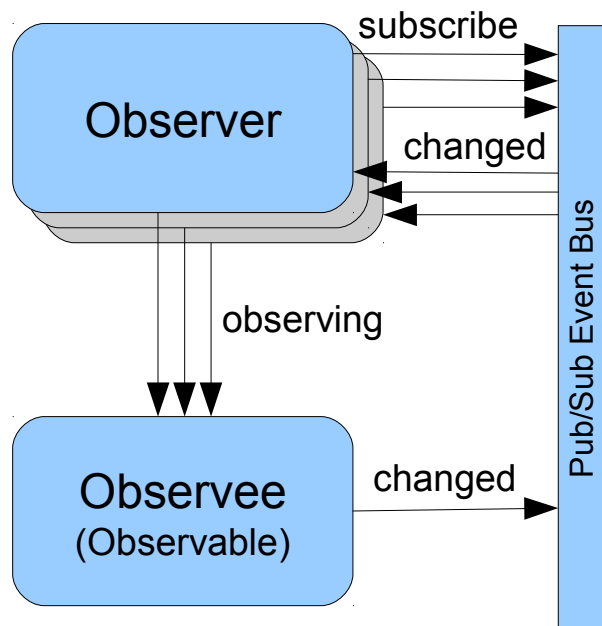 subscribe
Observer
changed
observing
Pub/Sub Event Bus
Observee
(Observable)
changed